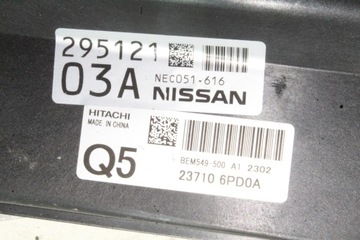 295121
03A
NEC051-616
NISSAN
HITACHI
MADE IN CHINA
Q5
BEM549-500 A1 2302
23710 6PD0A